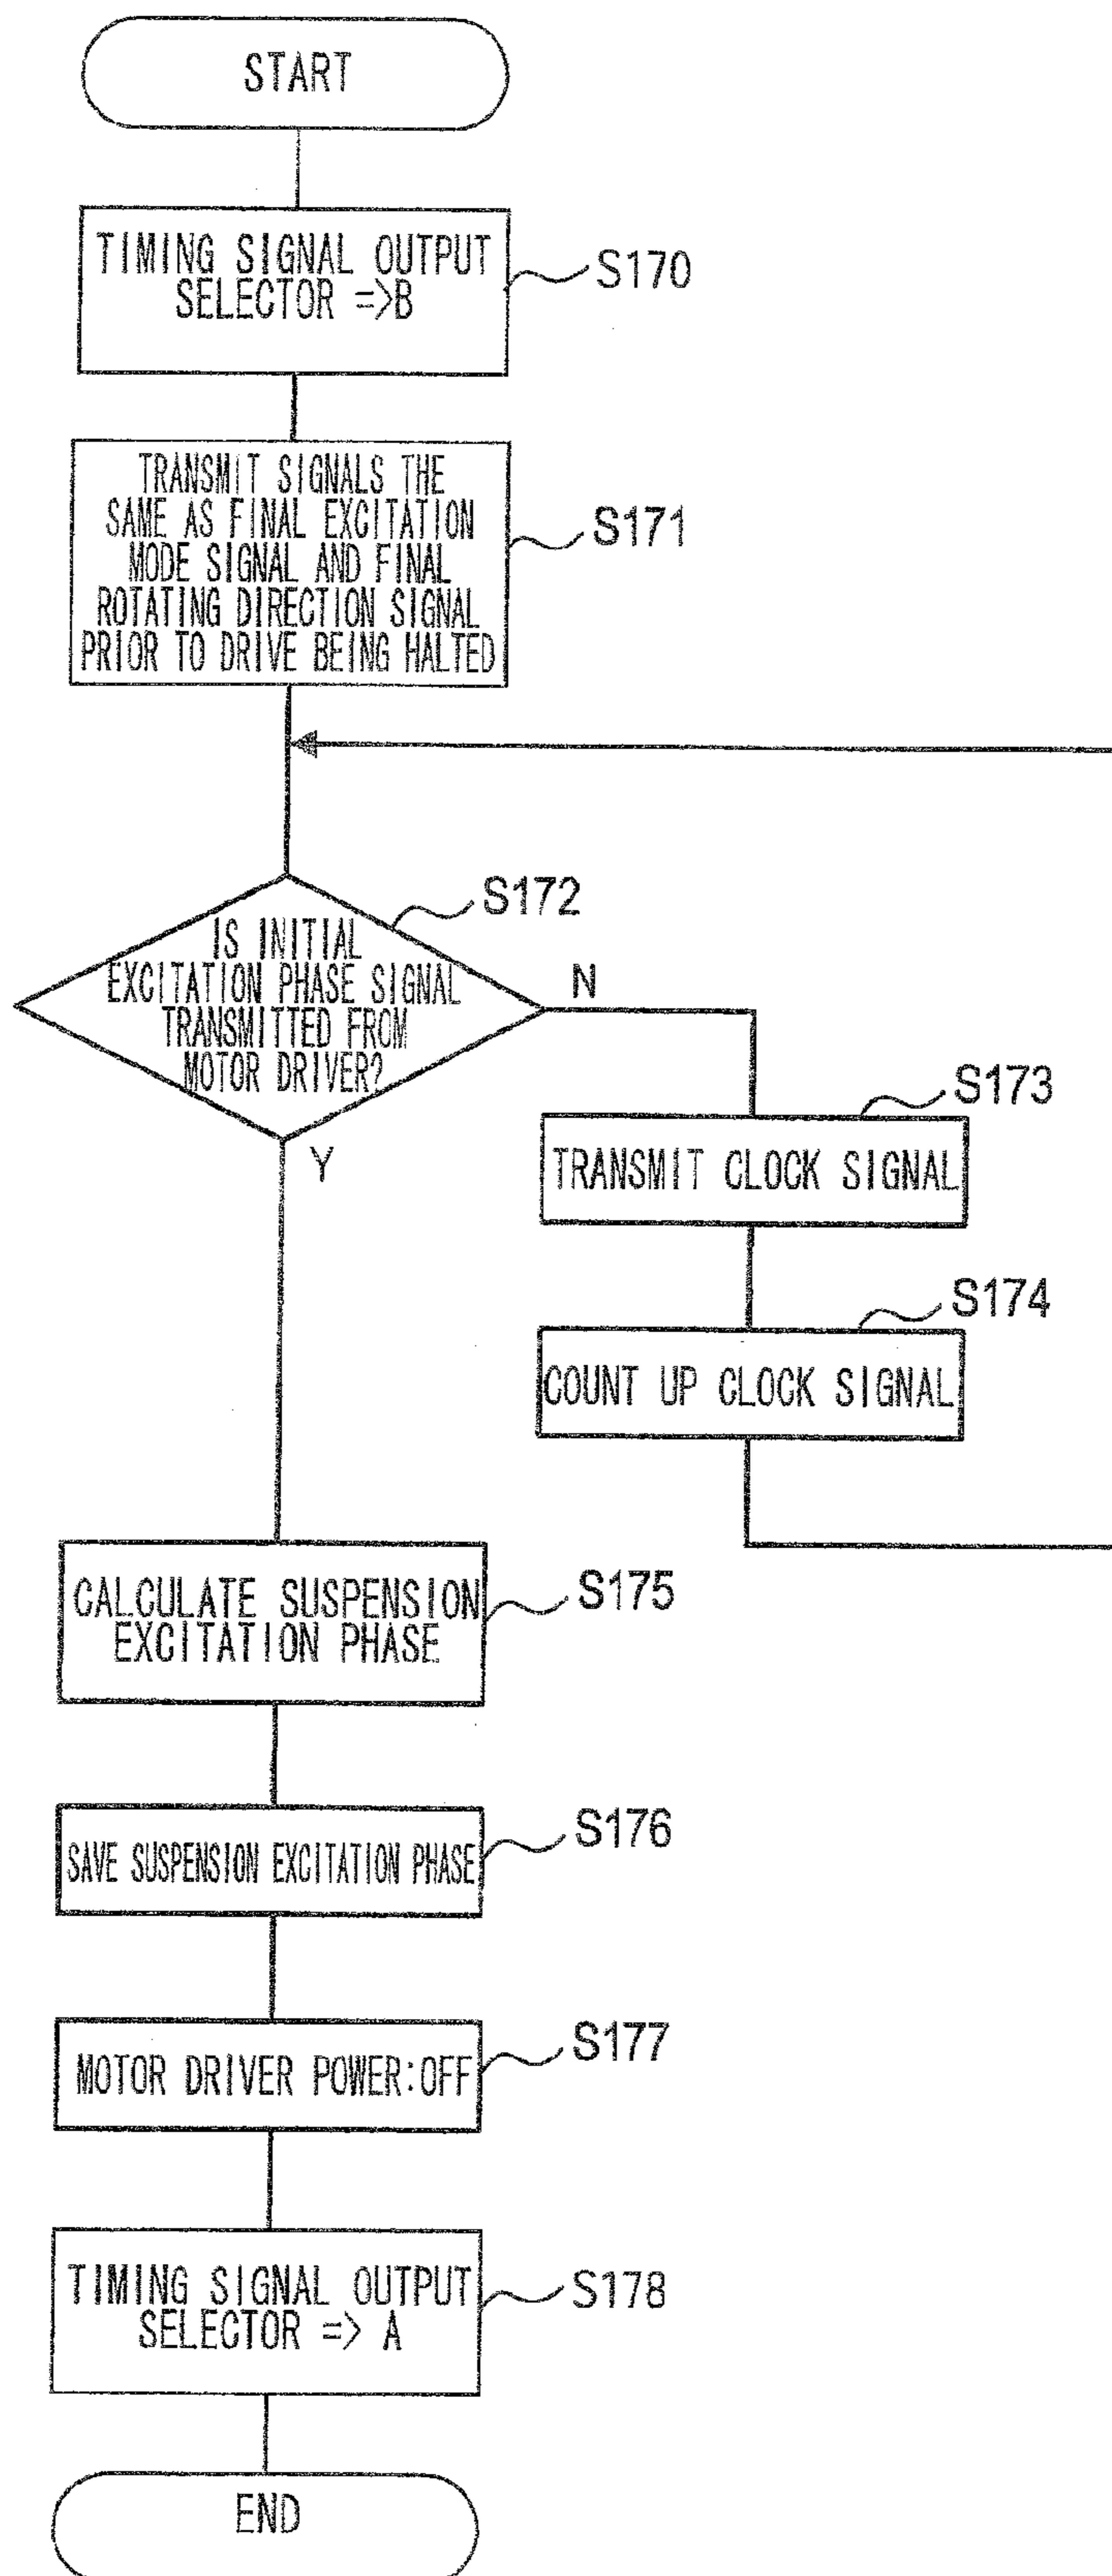 START
TIMING SIGNAL OUTPUT
SELECTOR =>B
S170
TRANSMIT SIGNALS THE
SAME AS FINAL EXCITATION
MODE SIGNAL AND FINAL
ROTATING DIRECTION SIGNAL
PRIOR TO DRIVE BEING HALTED
S171
S172
IS INITIAL
EXCITATION PHASE SIGNAL
TRANSMITTED FROM
MOTOR DRIVER?
N
Y
S173
TRANSMIT CLOCK SIGNAL
S174
COUNT UP CLOCK SIGNAL
CALCULATE SUSPENSION
EXCITATION PHASE
S175
SAVE SUSPENSION EXCITATION PHASE
S176
MOTOR DRIVER POWER:OFF
S177
TIMING SIGNAL OUTPUT
SELECTOR => A
S178
END